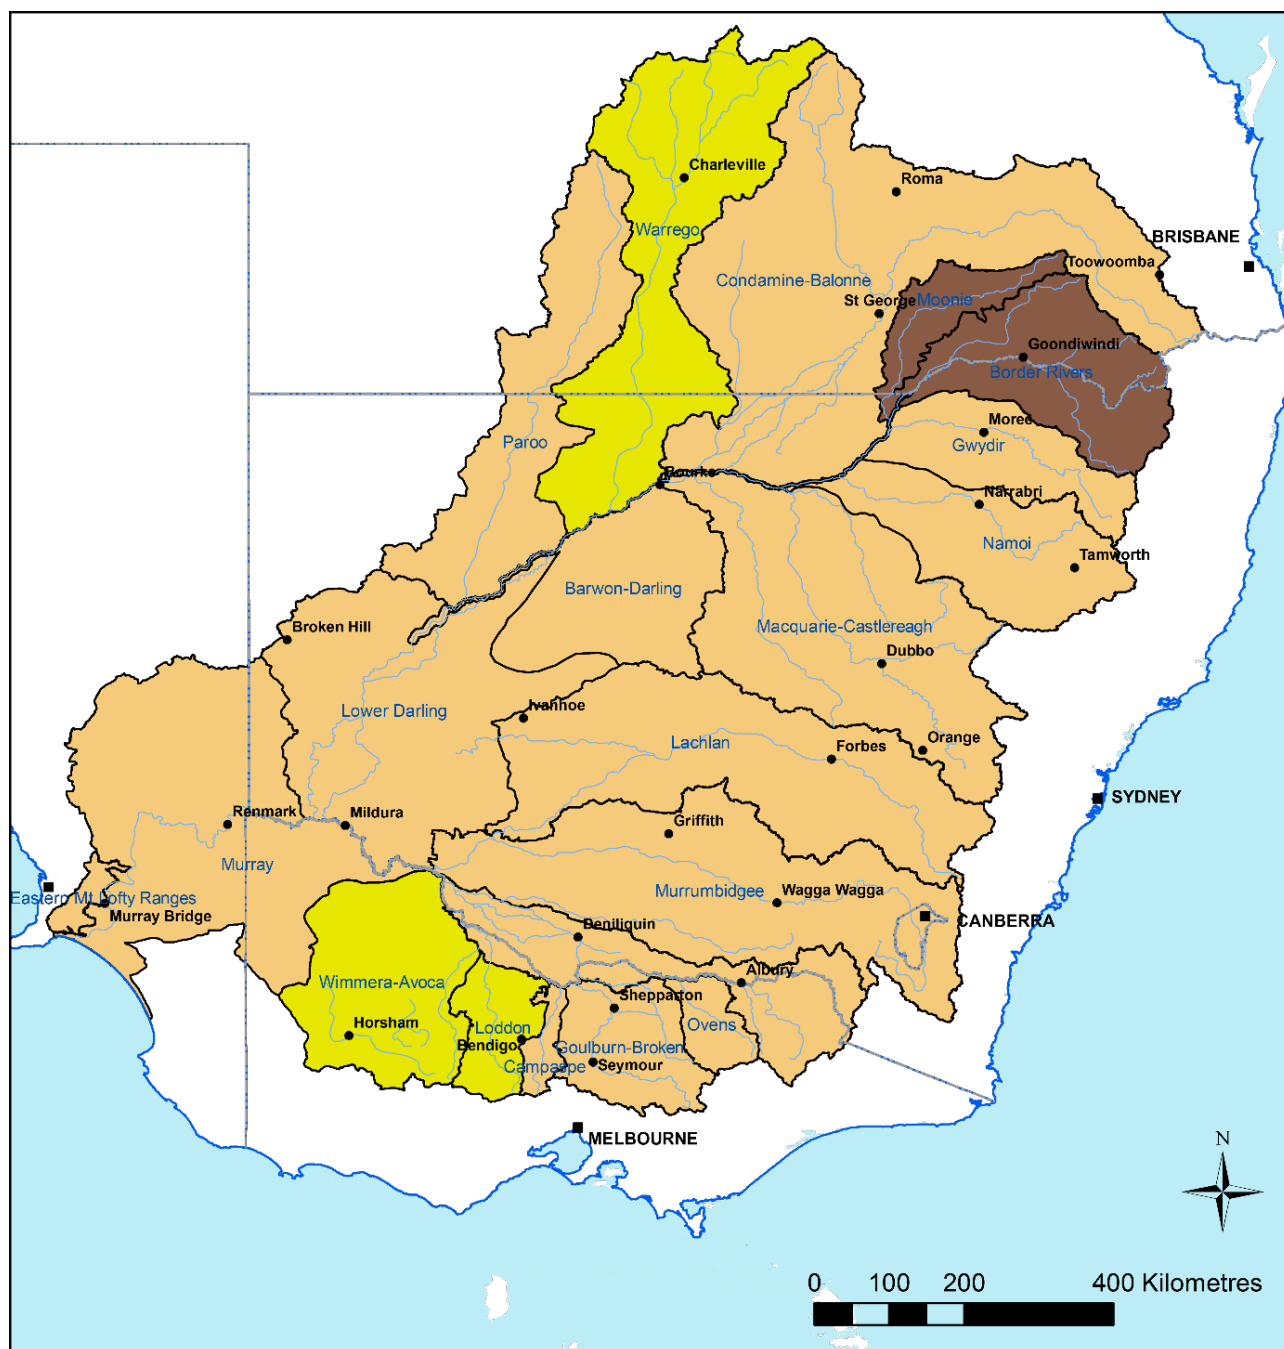 Charleville
Roma
Warrego
BRISBANE
Toowoomba
Condamine-Balonne
St George
Moonie
Goondiwindi
Border Rivers
Moree
Paroo
Gwydir
Bourke
Narrabri
Namoi
Tamworth
Barwon-Darling
Broken Hill
Macquarie-Castlereagh
Dubbo
Ivanhoe
Lower Darling
Lachlan
Forbes
Orange
SYDNEY
Renmark
Mildura
Griffith
Murray
Murrumbidgee
Wagga Wagga
Eastern Mt Lofty Ranges
Murray Bridge
CANBERRA
Deniliquin
Albury
Wimmera-Avoca
Shepparton
Horsham
Loddon
Ovens
Bendigo
Goulburn-Broken
Campaspe
Seymour
MELBOURNE
N
0 100 200 400 Kilometres